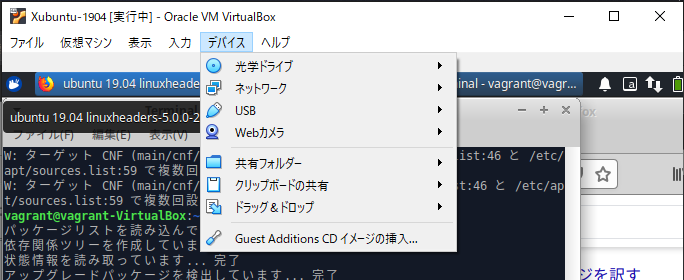 Xubuntu-1904 [実行中] - Oracle VM VirtualBox
ファイル 仮想マシン 表示 入力 デバイス ヘルプ
ubuntu 19.04 linuxheade
inal - vagrant@vagr...
ubuntu 19.04 linuxheaders-5.0.0-2
ファイル(F) 編集(E) 表示(V)
光学ドライブ
ネットワーク
USB
Webカメラ
共有フォルダー
クリップボードの共有
ドラッグ＆ドロップ
Guest Additions CD イメージの挿入...
W: ターゲット CNF (main/cnf/
list:46 と /etc/
apt/sources.list:59 で複数回
W: ターゲット CNF (main/cnf/
list:46 と /etc/ap
t/sources.list:59 で複数回設
vagrant@vagrant-VirtualBox:~
パッケージリストを読み込んで
依存関係ツリーを作成していま
状態情報を読み取っています... 完了
アップグレードパッケージを検出しています... 完了
ージを訳す